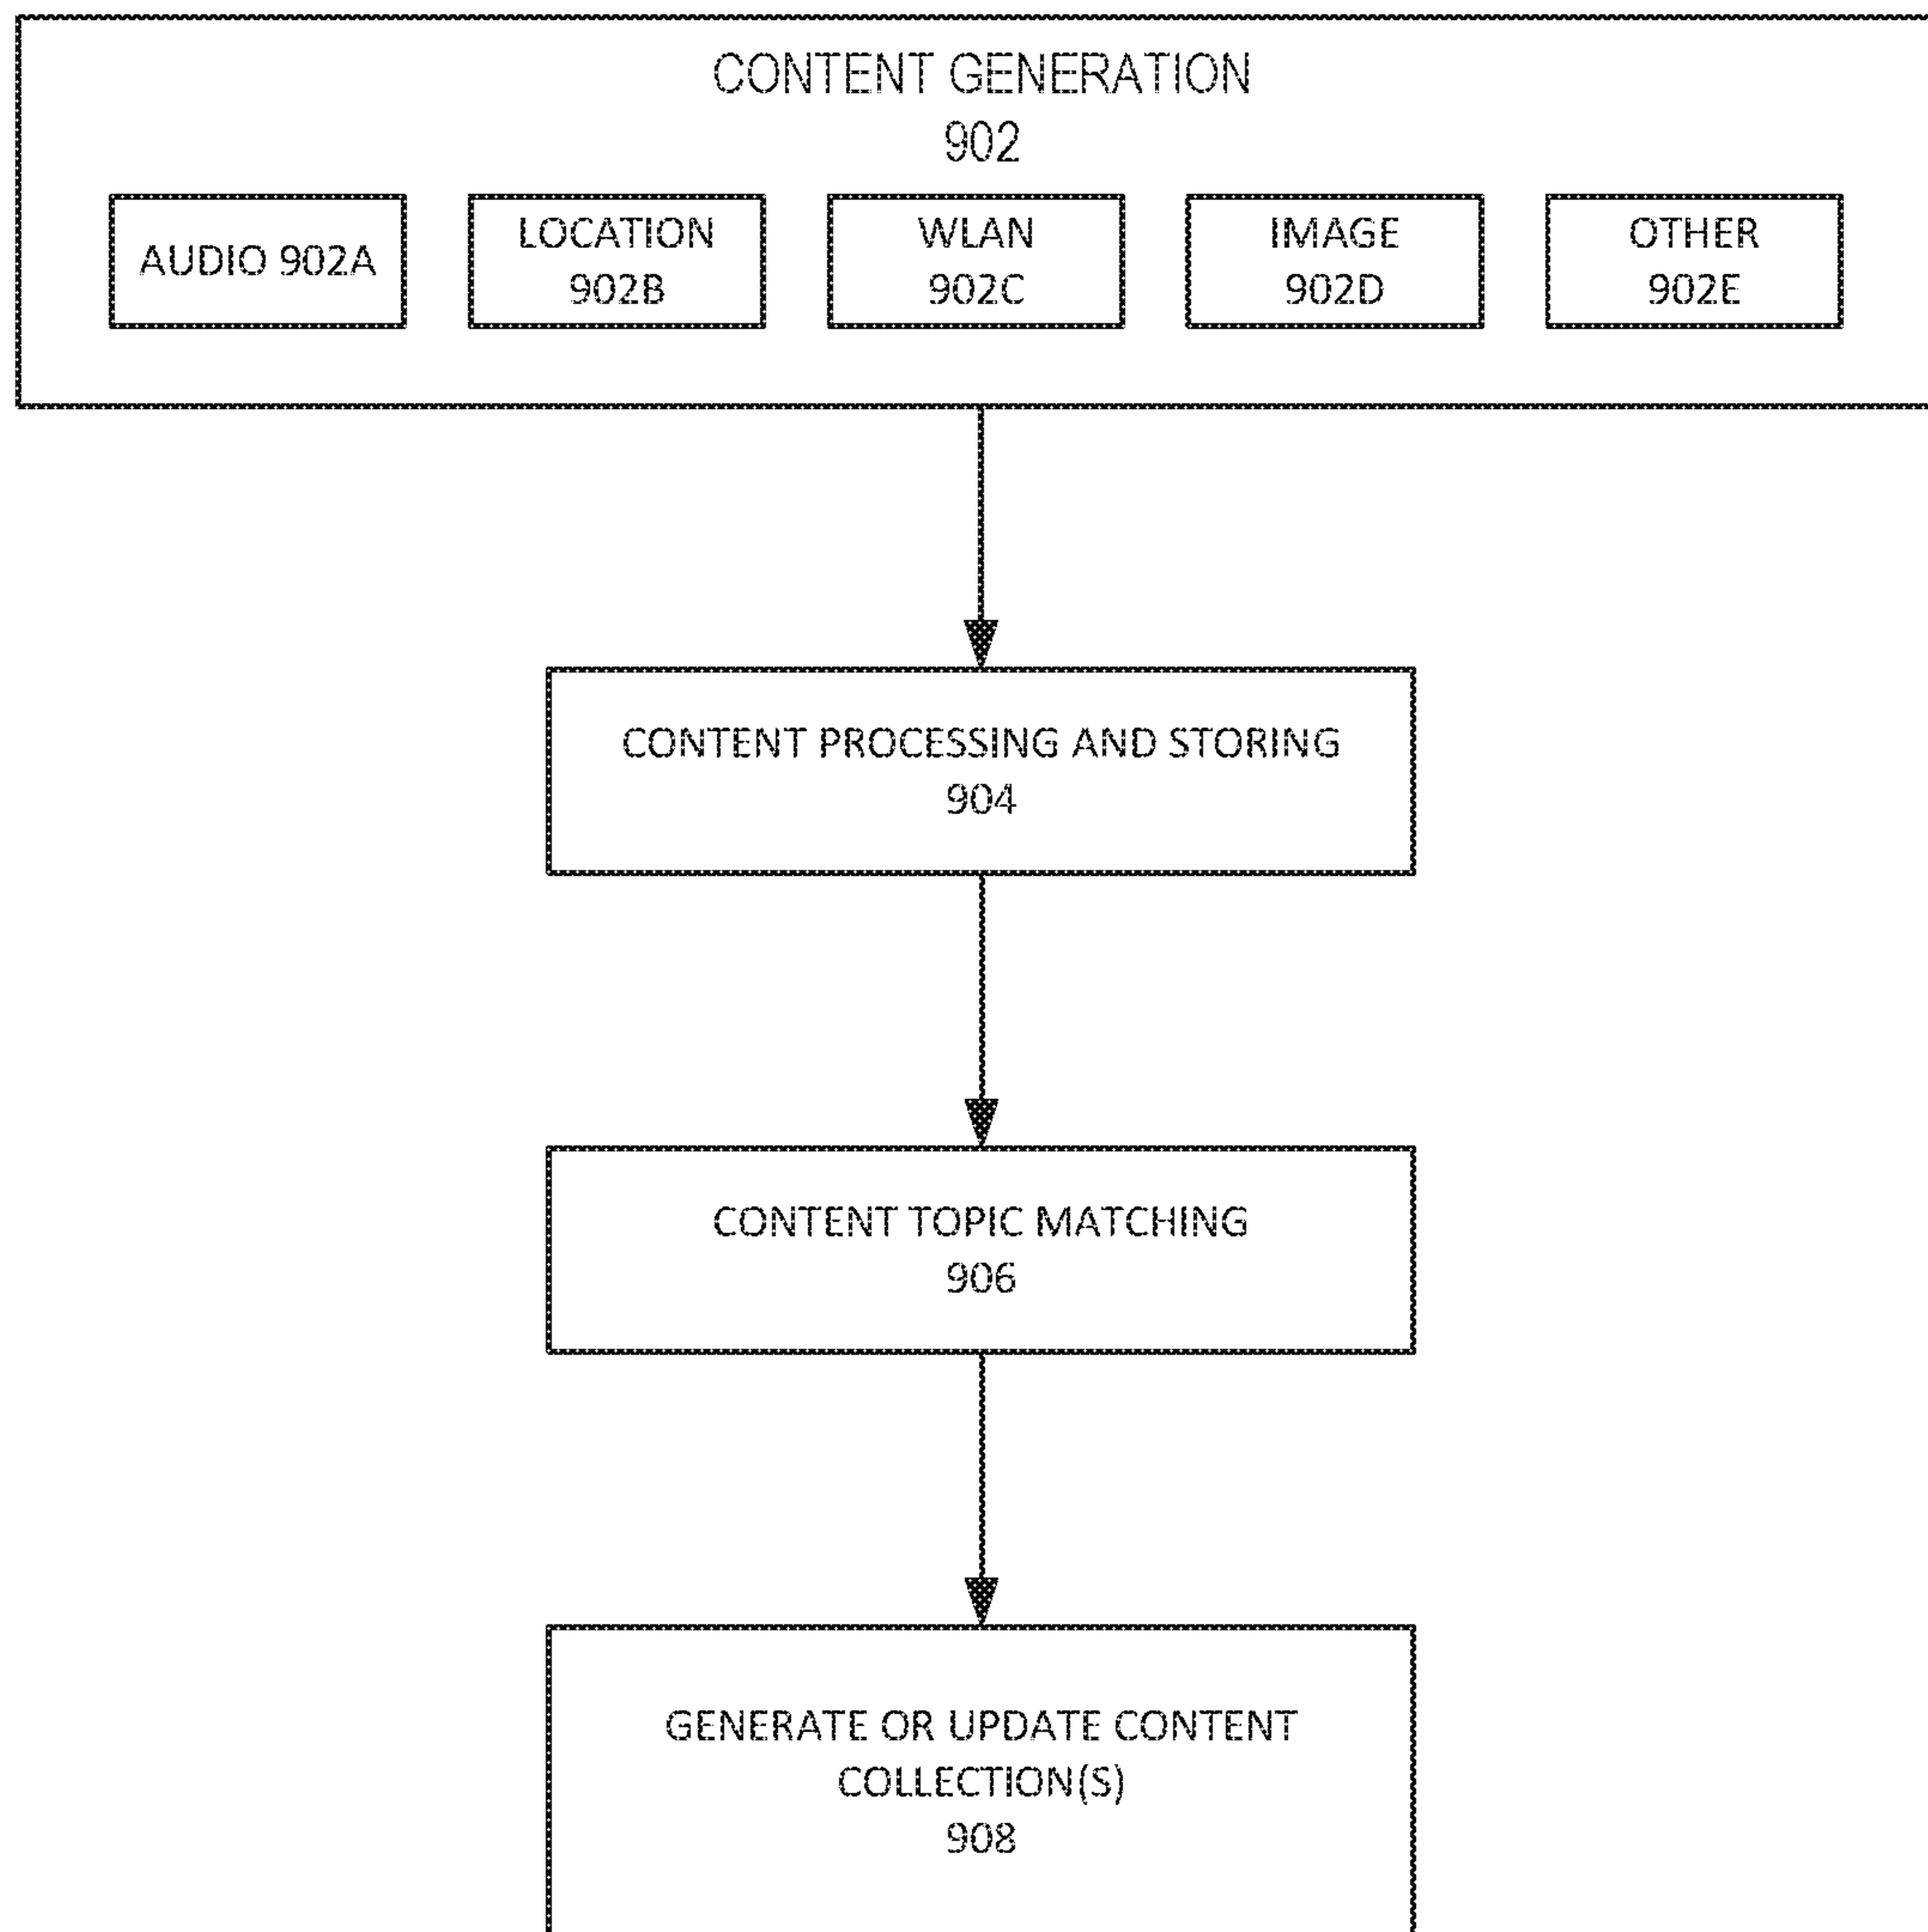 CONTENT GENERATION
902
AUDIO 902A
LOCATION
902B
WLAN
902C
IMAGE
902D
OTHER
902E
CONTENT PROCESSING AND STORING
904
CONTENT TOPIC MATCHING
906
GENERATE OR UPDATE CONTENT
COLLECTION(S)
908